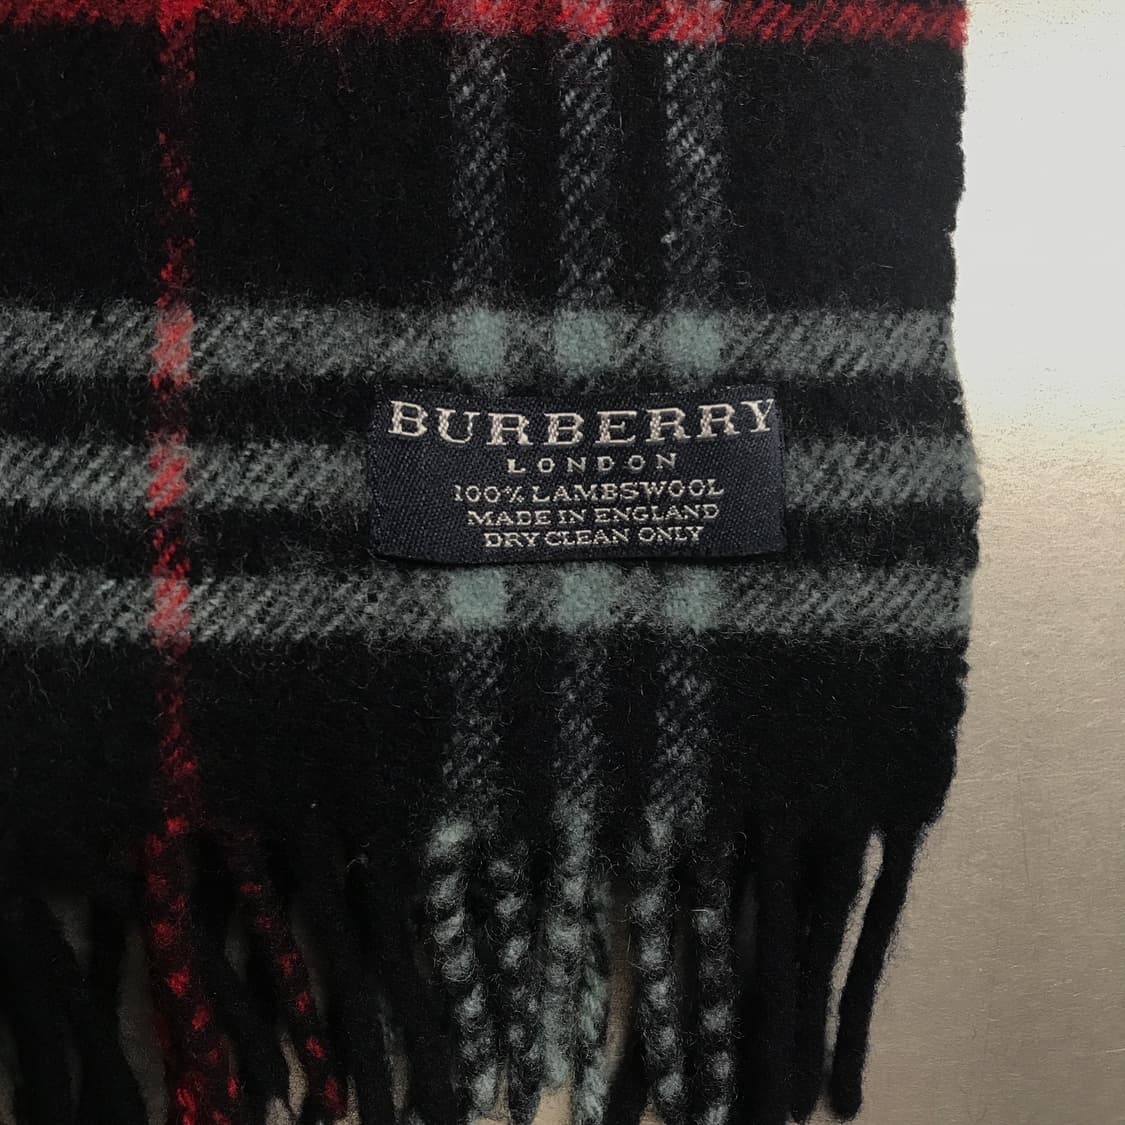 BURBERRY
LONDON
100% LAMBSWOOL
MADE IN ENGLAND
DRY CLEAN ONLY